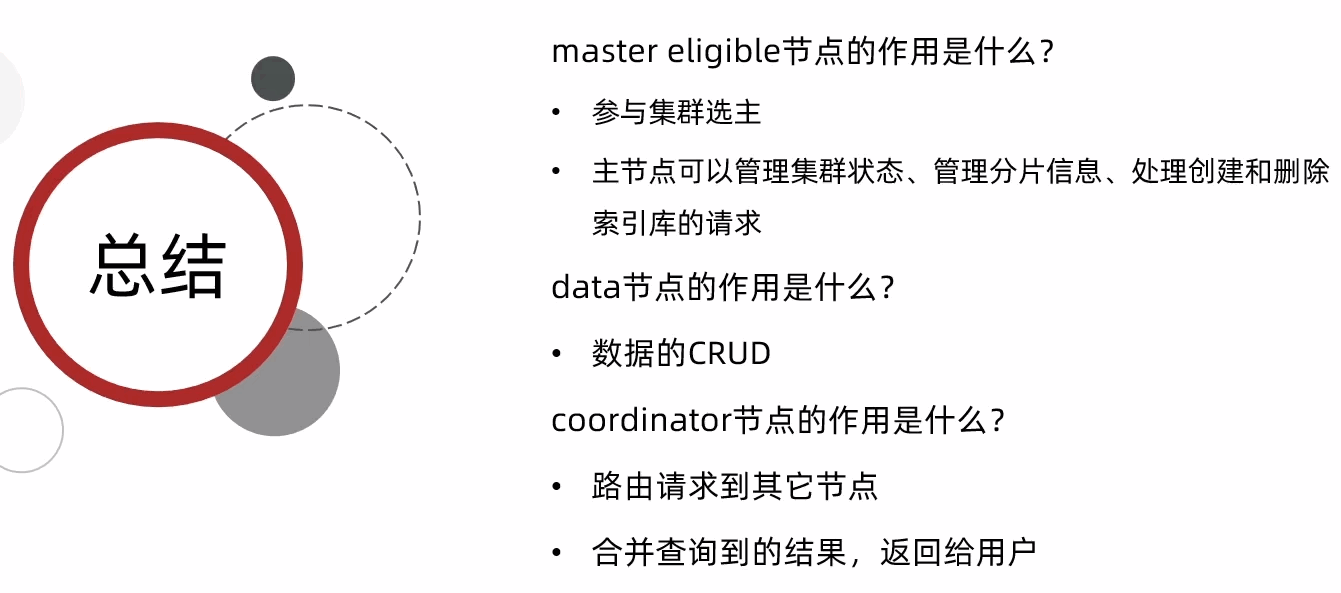 总结
master eligible节点的作用是什么？
• 参与集群选主
• 主节点可以管理集群状态、管理分片信息、处理创建和删除
索引库的请求
data节点的作用是什么？
• 数据的CRUD
coordinator节点的作用是什么？
• 路由请求到其它节点
• 合并查询到的结果，返回给用户